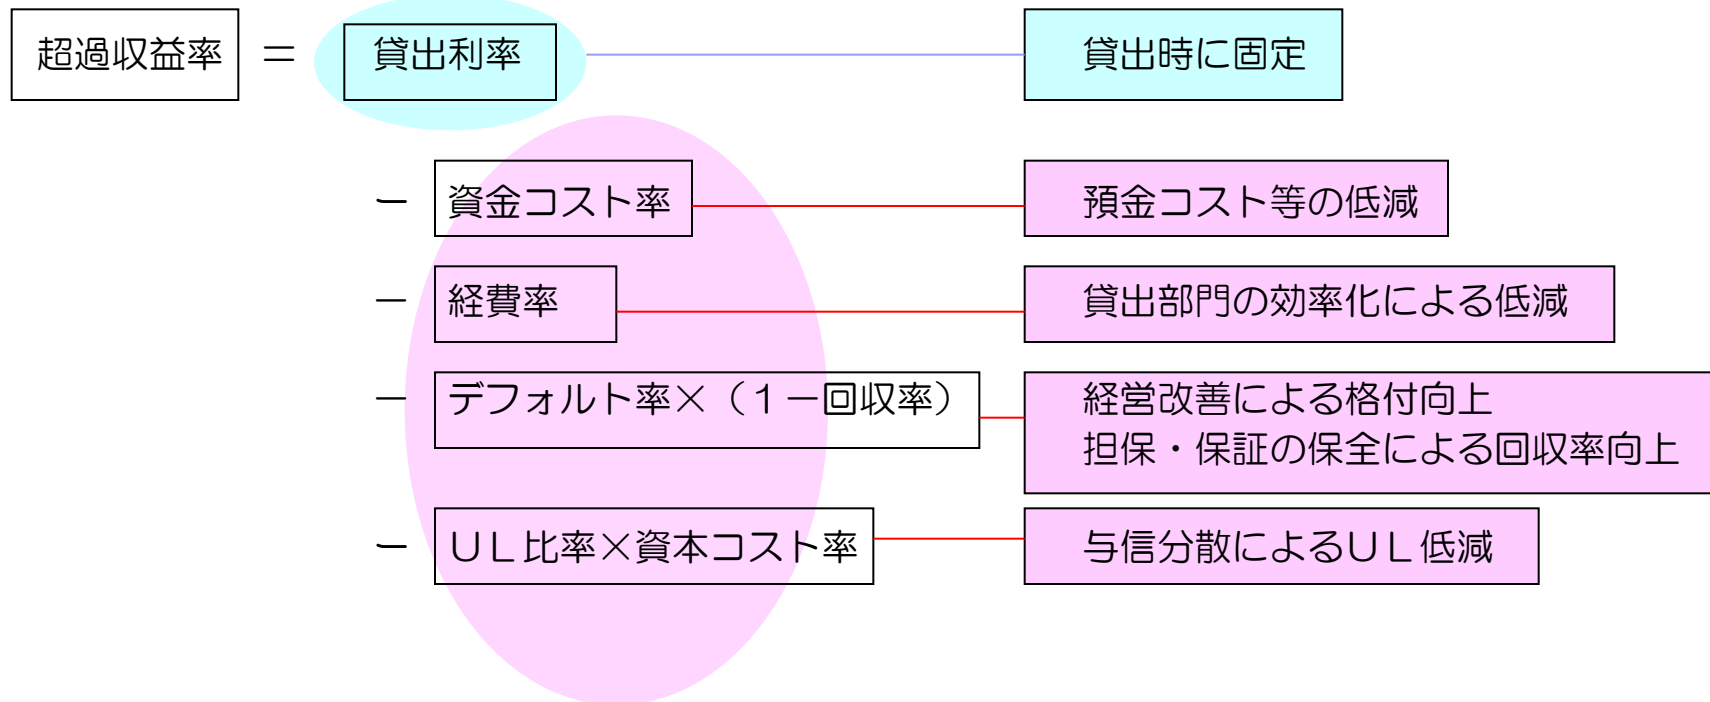 超過収益率 ＝ 貸出利率 貸出時に固定
－ 資金コスト率 預金コスト等の低減
－ 経費率 貸出部門の効率化による低減
－ デフォルト率×（１－回収率） 経営改善による格付向上
担保・保証の保全による回収率向上
－ ＵＬ比率×資本コスト率 与信分散によるＵＬ低減